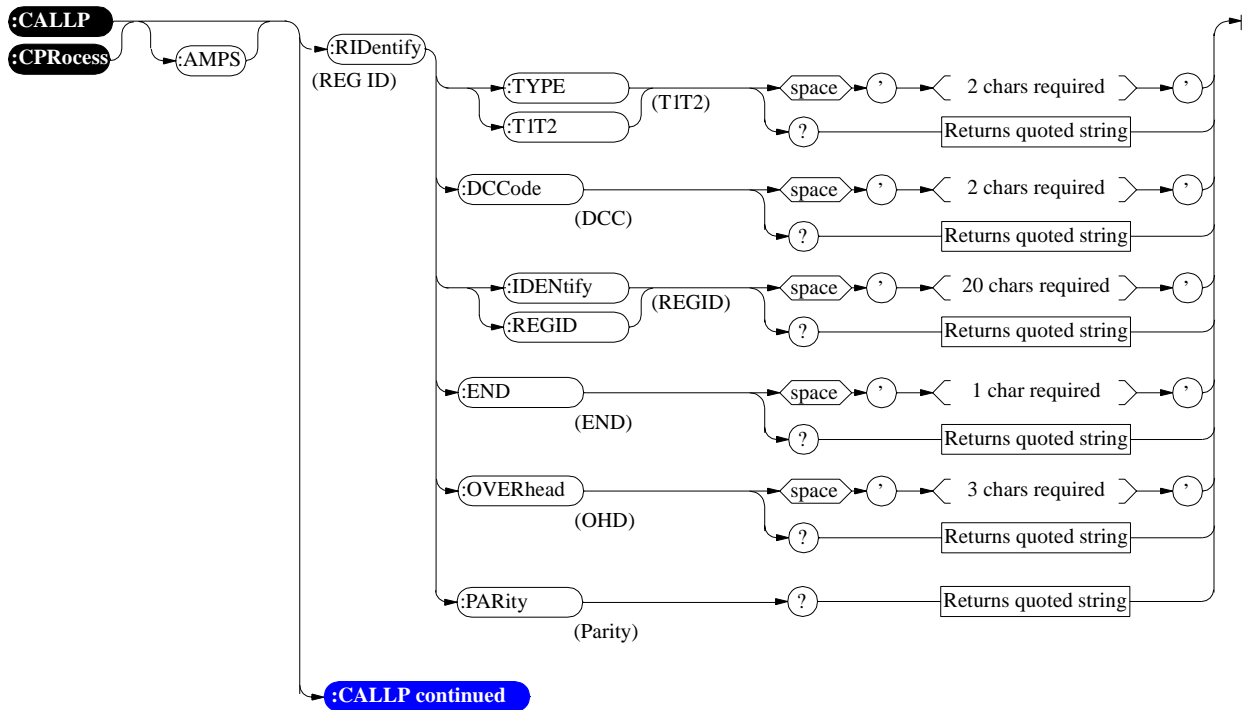 :CALLP
:CPRocess
:AMPS
:RIDentify
(REG ID)
:TYPE
:T1T2
(T1T2)
space
’
2 chars required
’
?
Returns quoted string
:DCCode
(DCC)
space
’
2 chars required
’
?
Returns quoted string
:IDENtify
:REGID
(REGID)
space
’
20 chars required
’
?
Returns quoted string
:END
(END)
space
’
1 char required
’
?
Returns quoted string
:OVERhead
(OHD)
space
’
3 chars required
’
?
Returns quoted string
:PARity
(Parity)
?
Returns quoted string
:CALLP continued